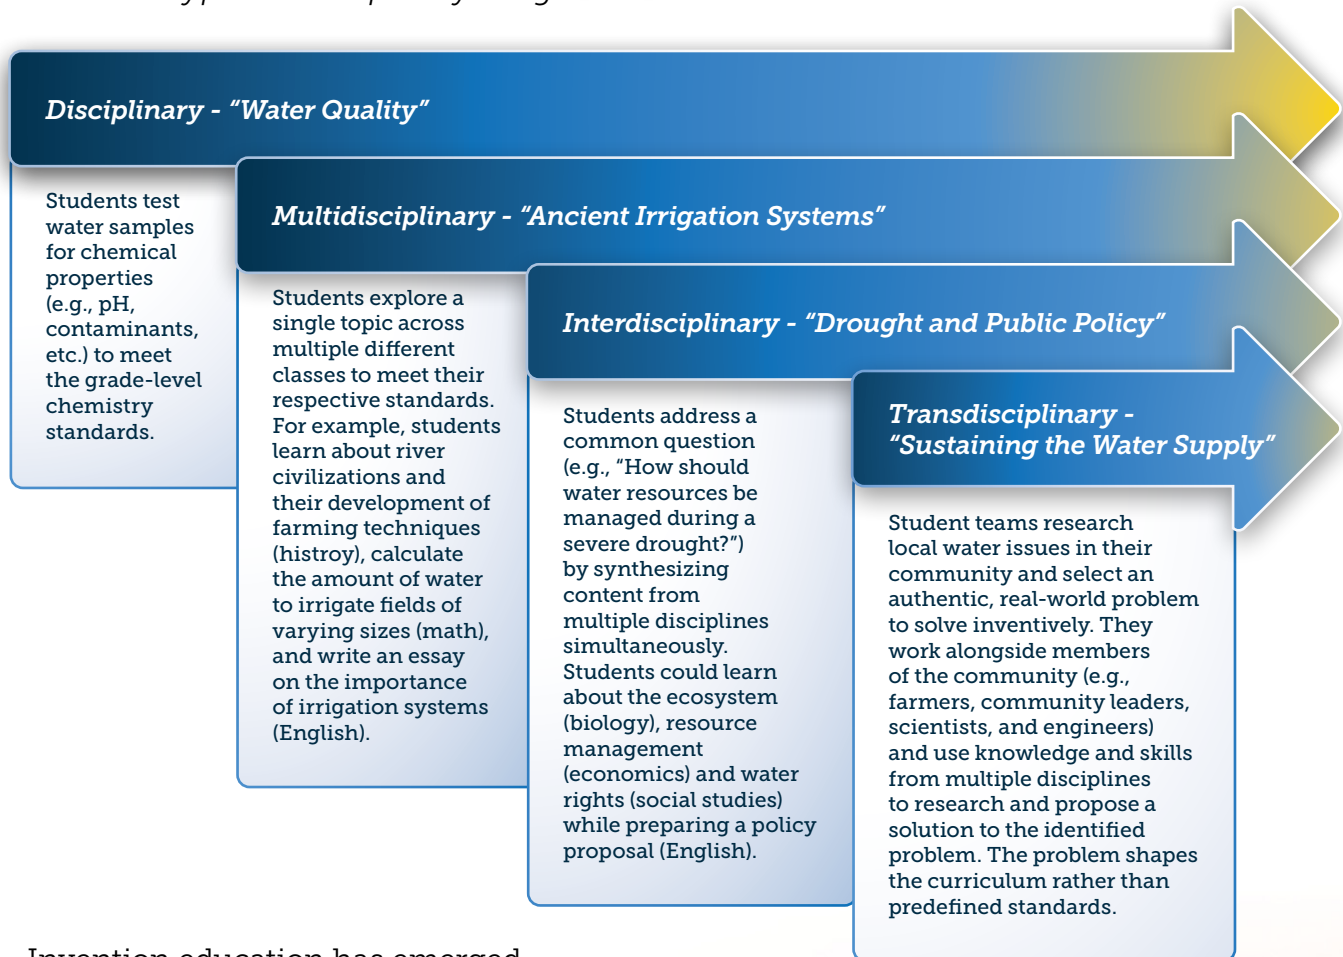 Disciplinary - “Water Quality”
Students test
water samples
for chemical
properties
(e.g., pH,
contaminants,
etc.) to meet
the grade-level
chemistry
standards.
Multidisciplinary - “Ancient Irrigation Systems”
Students explore a
single topic across
multiple different
classes to meet their
respective standards.
For example, students
learn about river
civilizations and
their development of
farming techniques
(histroy), calculate
the amount of water
to irrigate fields of
varying sizes (math),
and write an essay
on the importance
of irrigation systems
(English).
Interdisciplinary - “Drought and Public Policy”
Students address a
common question
(e.g., “How should
water resources be
managed during a
severe drought?”)
by synthesizing
content from
multiple disciplines
simultaneously.
Students could learn
about the ecosystem
(biology), resource
management
(economics) and water
rights (social studies)
while preparing a policy
proposal (English).
Transdisciplinary -
“Sustaining the Water Supply”
Student teams research
local water issues in their
community and select an
authentic, real-world problem
to solve inventively. They
work alongside members
of the community (e.g.,
farmers, community leaders,
scientists, and engineers)
and use knowledge and skills
from multiple disciplines
to research and propose a
solution to the identified
problem. The problem shapes
the curriculum rather than
predefined standards.
Invention education has emerged